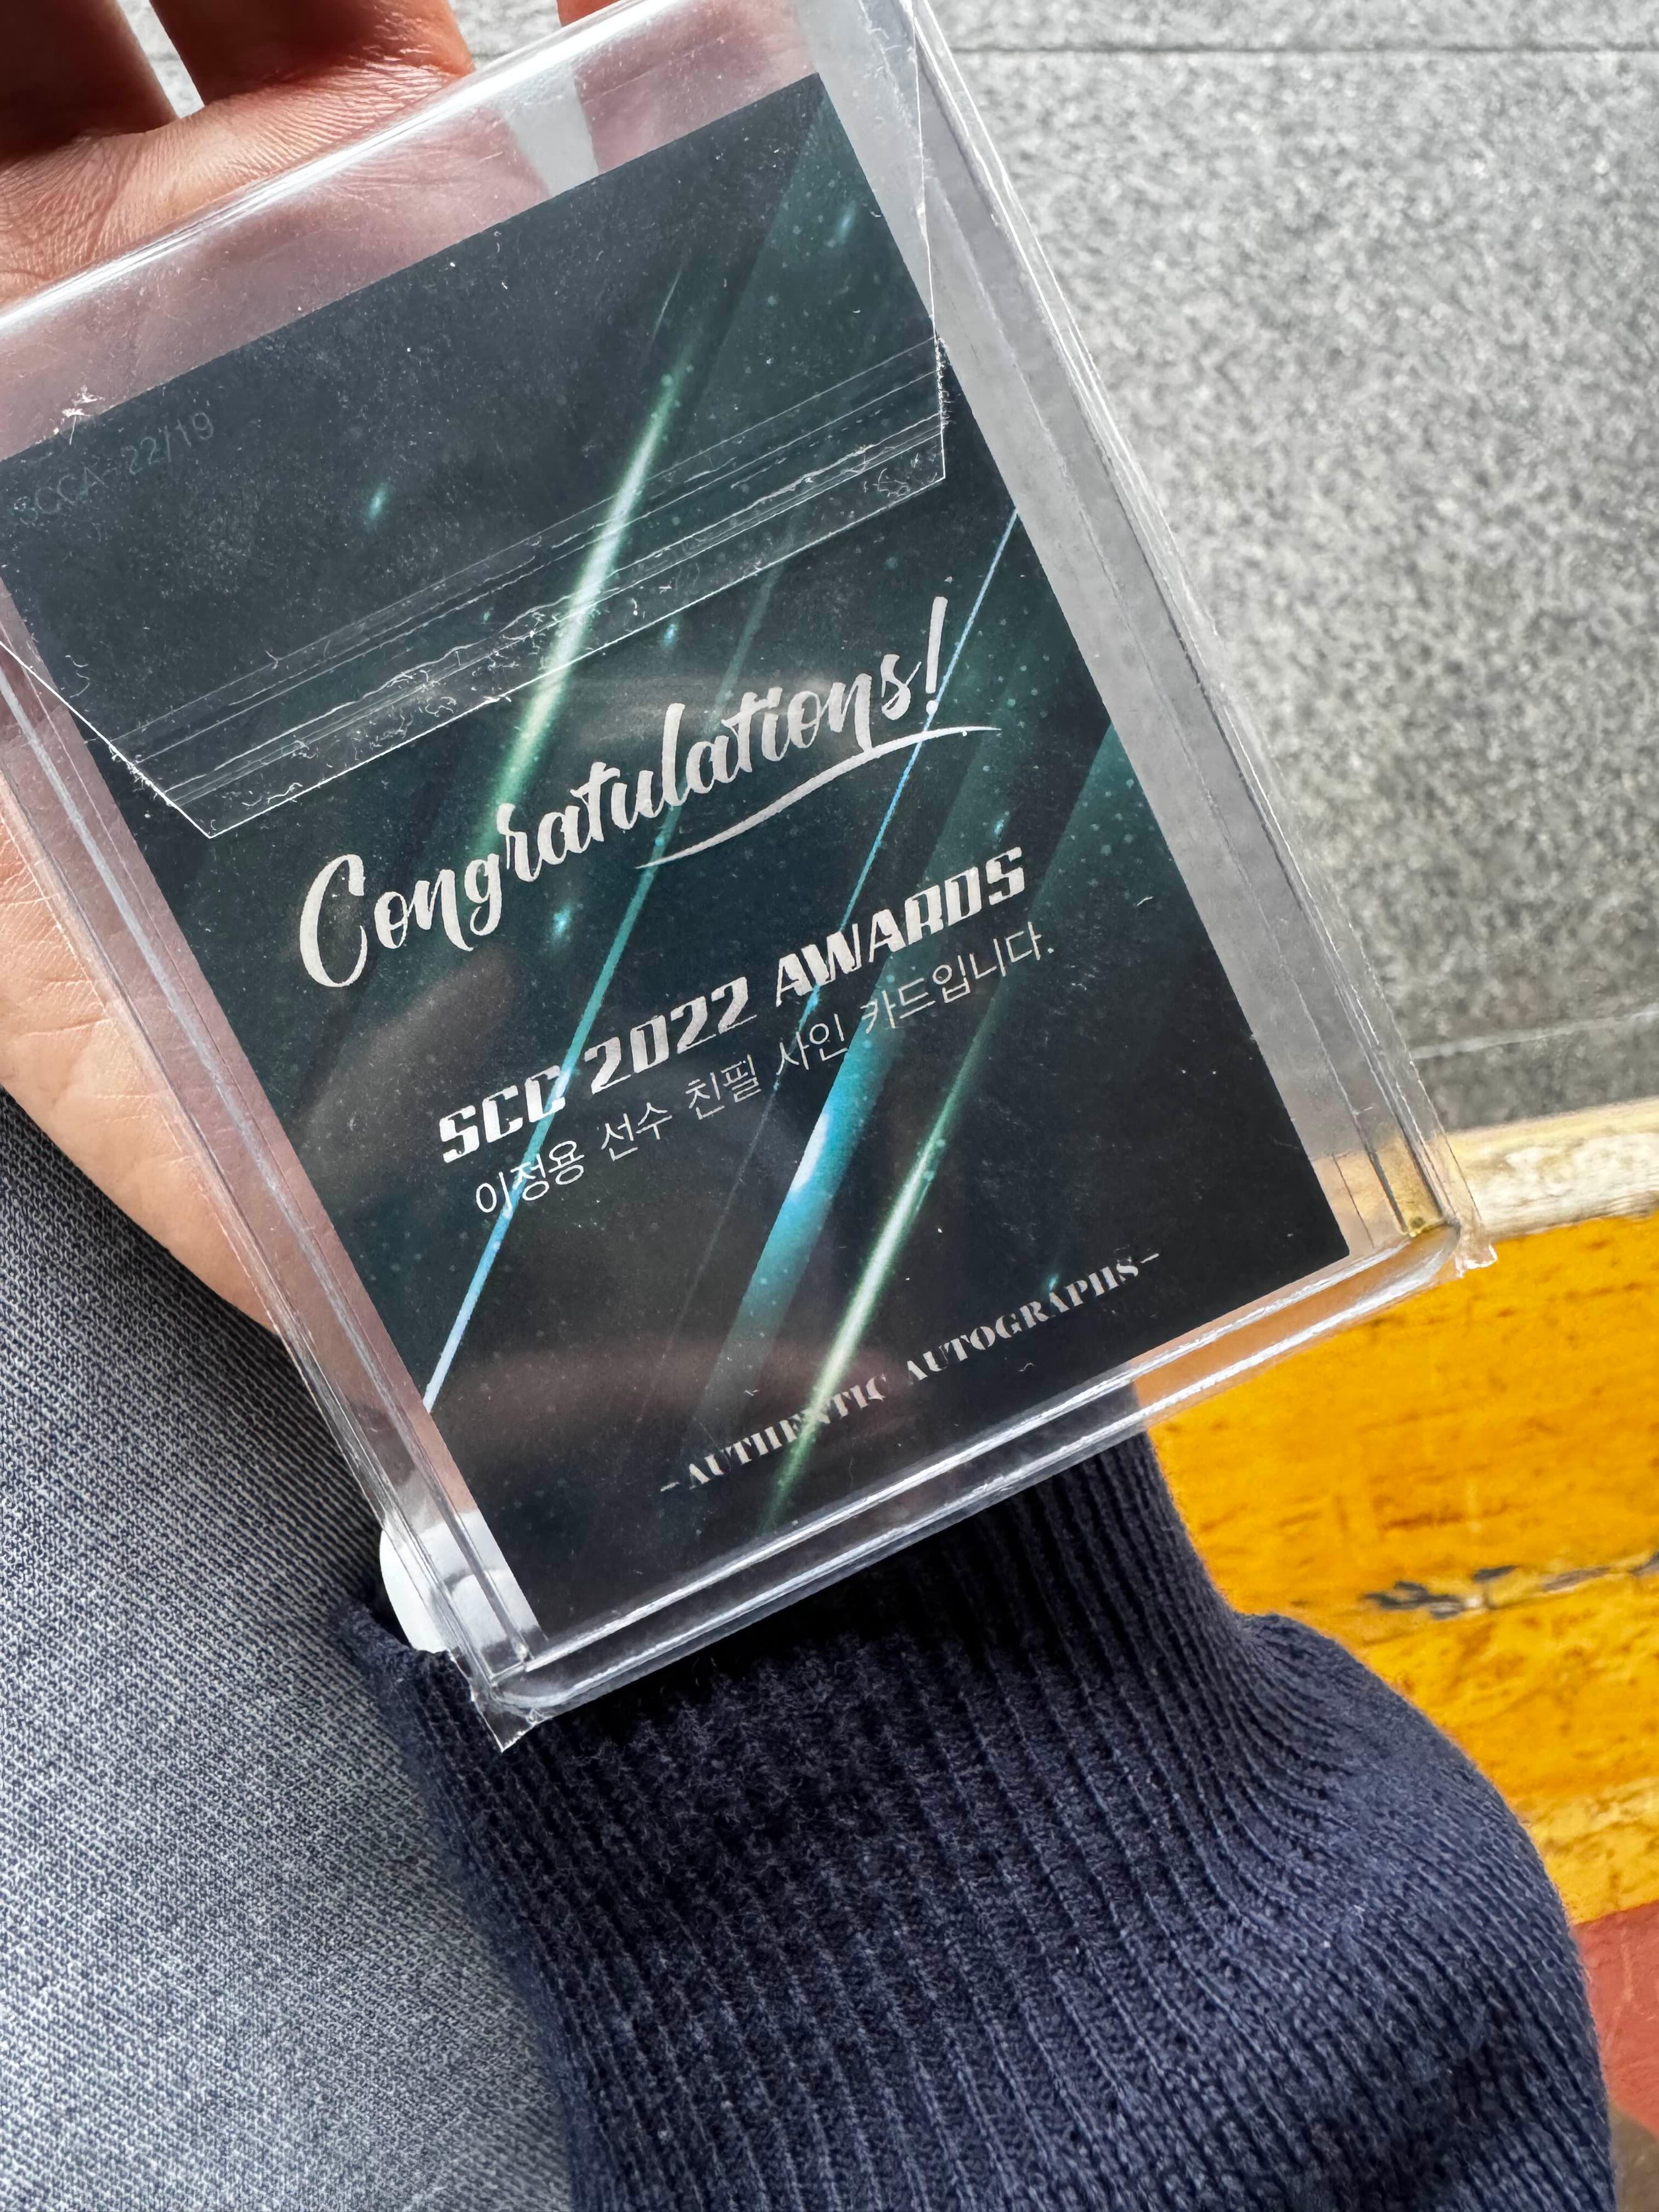 SCCA-22/19
Congratulations!
SCC 2022 AWARDS
이정용 선수 친필 사인 카드입니다.
-AUTHENTIC AUTOGRAPHS-